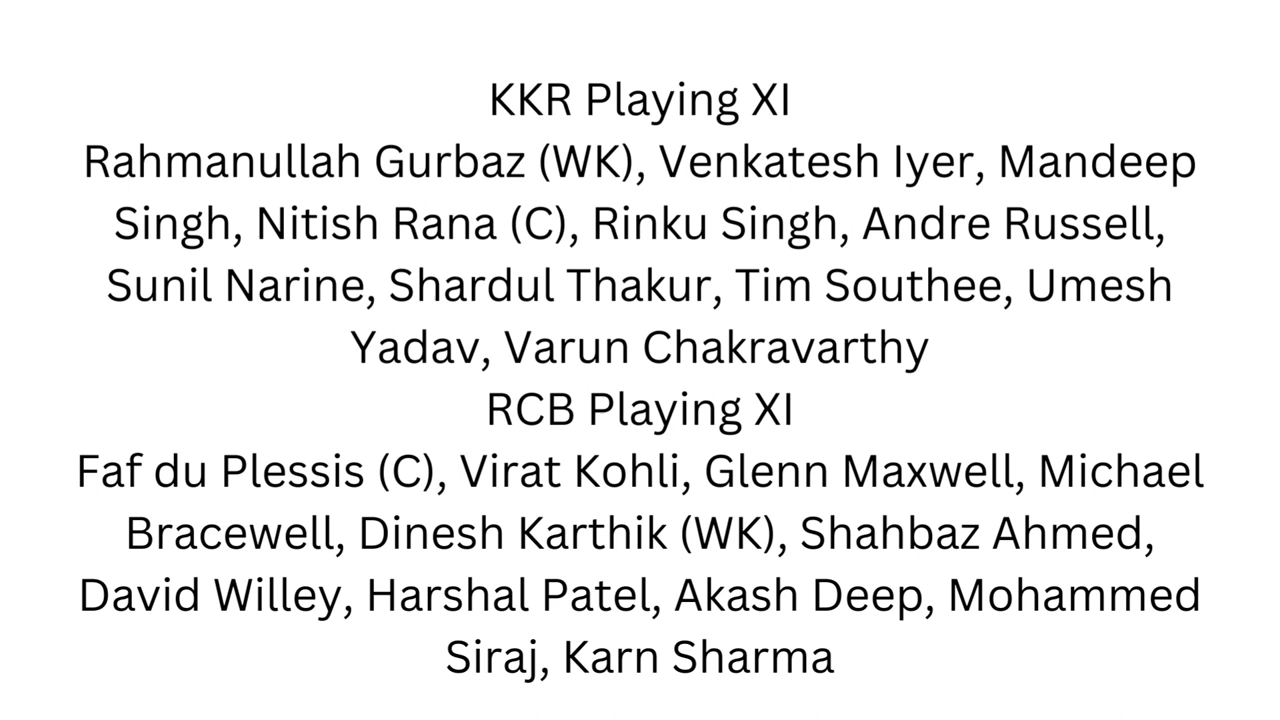 KKR Playing XI
Rahmanullah Gurbaz (WK), Venkatesh Iyer, Mandeep
Singh, Nitish Rana (C), Rinku Singh, Andre Russell,
Sunil Narine, Shardul Thakur, Tim Southee, Umesh
Yadav, Varun Chakravarthy
RCB Playing XI
Faf du Plessis (C), Virat Kohli, Glenn Maxwell, Michael
Bracewell, Dinesh Karthik (WK), Shahbaz Ahmed,
David Willey, Harshal Patel, Akash Deep, Mohammed
Siraj, Karn Sharma